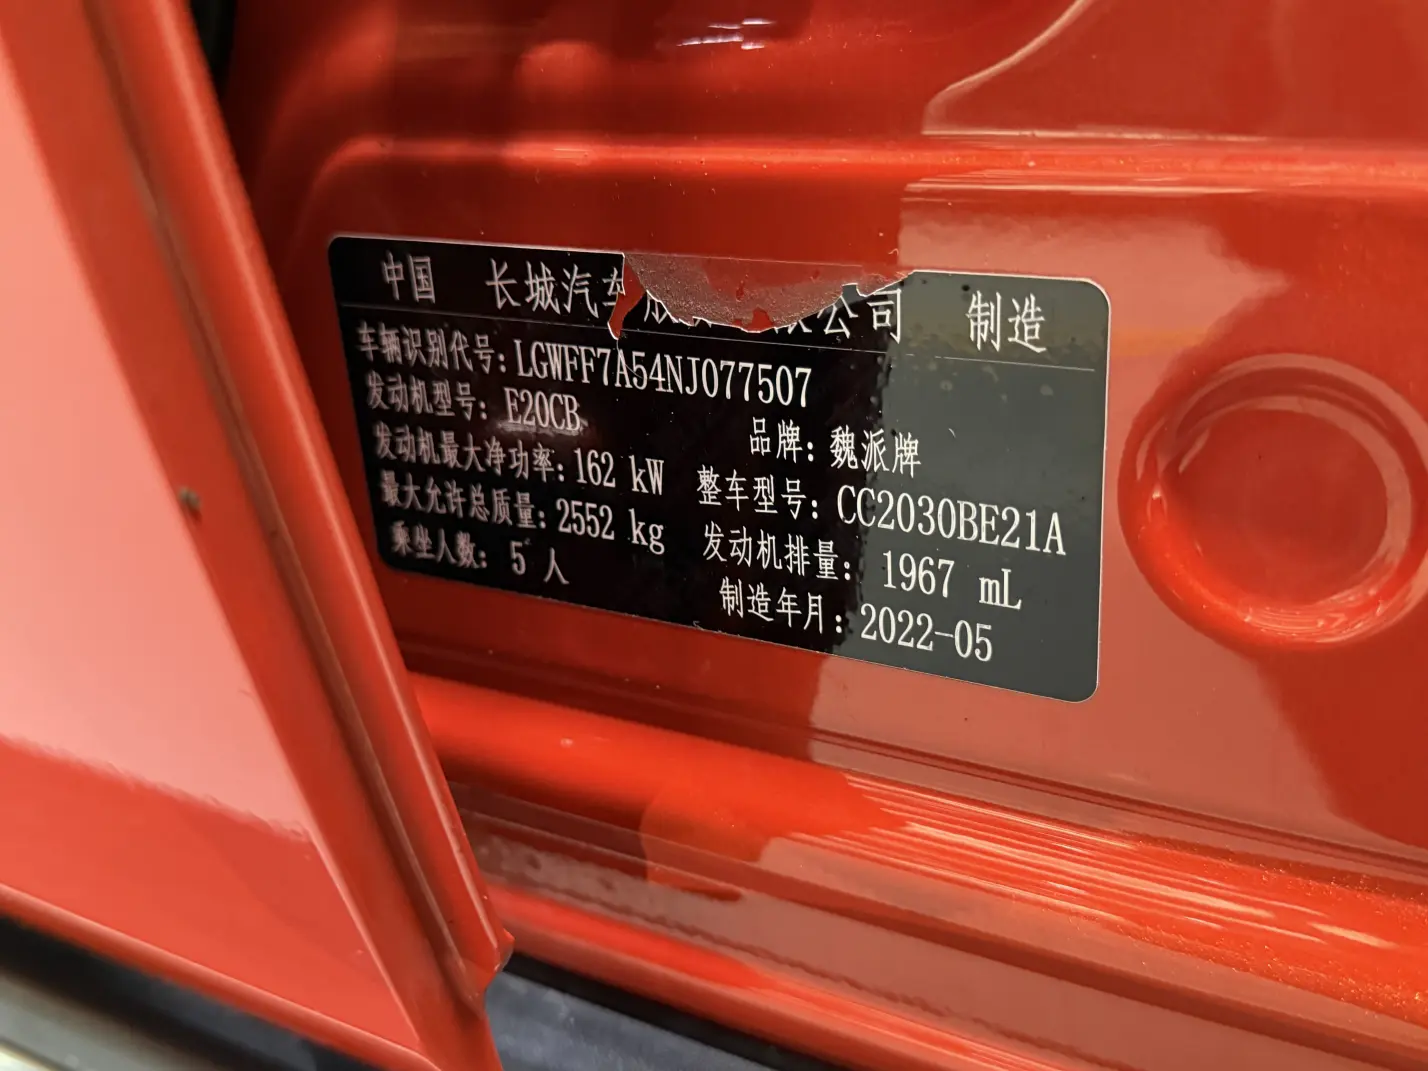 中国 长城汽车 公司 制造
车辆识别代号: LGWFF7A54NJ077507
发动机型号: E20CB 品牌: 魏派牌
发动机最大净功率: 162 kW 整车型号: CC2030BE21A
最大允许总质量: 2552 kg 发动机排量: 1967 mL
乘坐人数: 5 人 制造年月: 2022-05